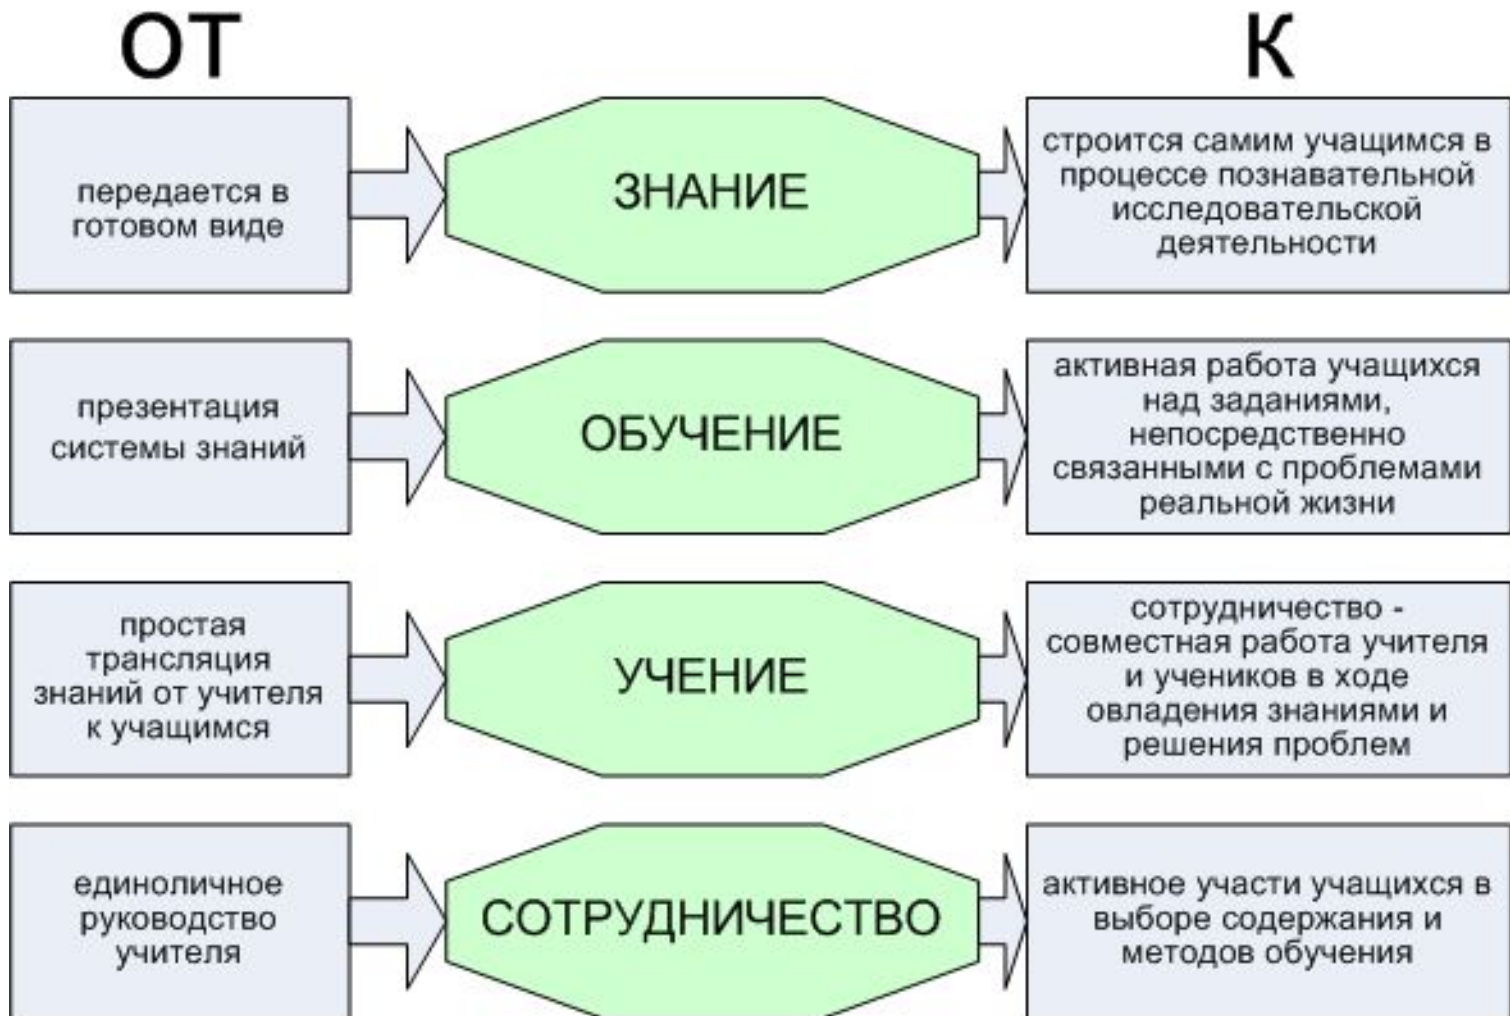 ОТ
К
передается в
готовом виде
ЗНАНИЕ
строится самим учащимся в
процессе познавательной
исследовательской
деятельности
презентация
системы знаний
ОБУЧЕНИЕ
активная работа учащихся
над заданиями,
непосредственно
связанными с проблемами
реальной жизни
простая
трансляция
знаний от учителя
к учащимся
УЧЕНИЕ
сотрудничество -
совместная работа учителя
и учеников в ходе
овладения знаниями и
решения проблем
единоличное
руководство
учителя
СОТРУДНИЧЕСТВО
активное участи учащихся в
выборе содержания и
методов обучения